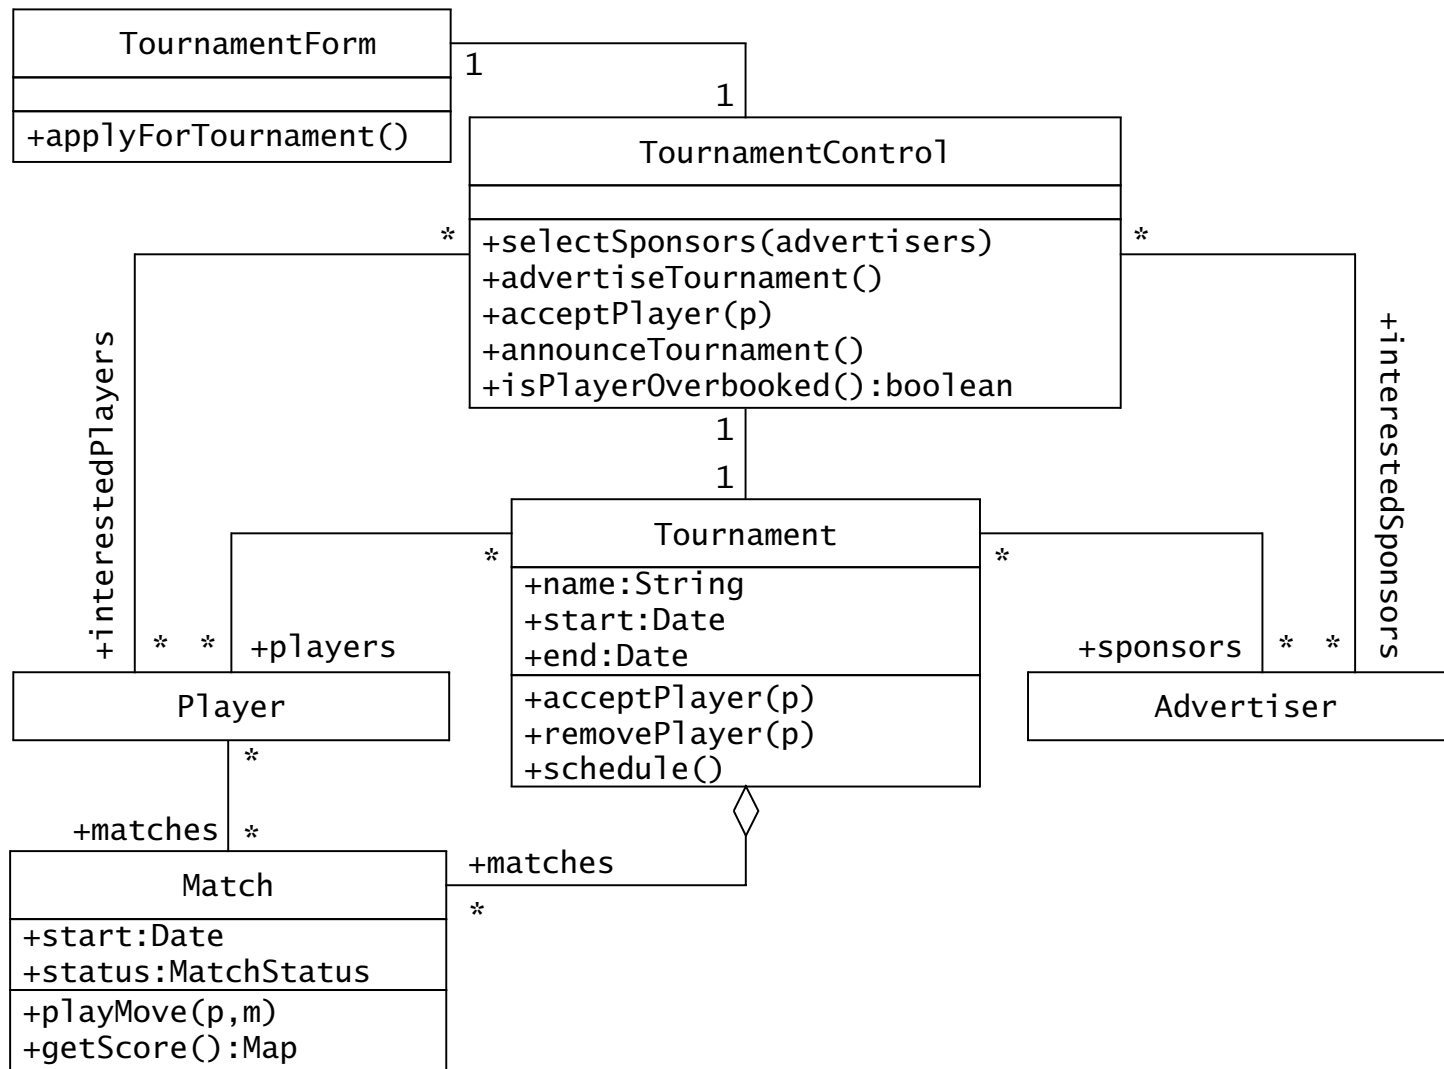 TournamentForm
+applyForTournament()
1
1
TournamentControl
+selectSponsors(advertisers)
+advertiseTournament()
+acceptPlayer(p)
+announceTournament()
+isPlayerOverbooked():boolean
*
*
+interestedPlayers
+interestedSponsors
1
1
Tournament
+name:String
+start:Date
+end:Date
+acceptPlayer(p)
+removePlayer(p)
+schedule()
*
*
* * +players
+sponsors * *
Player
Advertiser
*
+matches *
+matches
*
Match
+start:Date
+status:MatchStatus
+playMove(p,m)
+getScore():Map